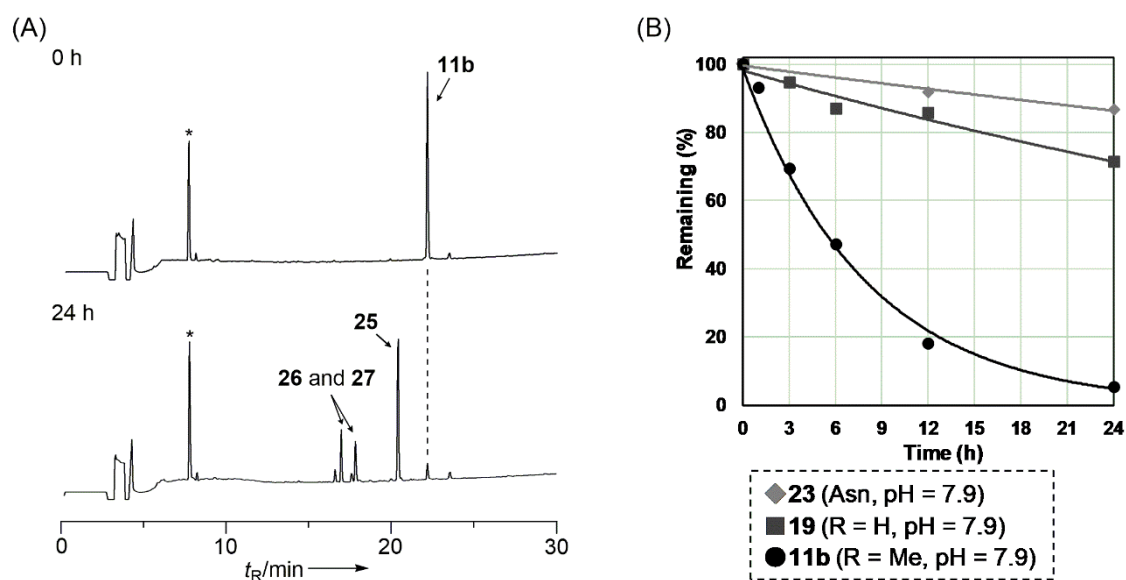 (A)
0 h
11b
*
24 h
*
25
26 and 27
0
10
20
30
tR/min
(B)
Remaining (%)
100
80
60
40
20
0
0 3 6 9 12 15 18 21 24
Time (h)
23 (Asn, pH = 7.9)
19 (R = H, pH = 7.9)
11b (R = Me, pH = 7.9)